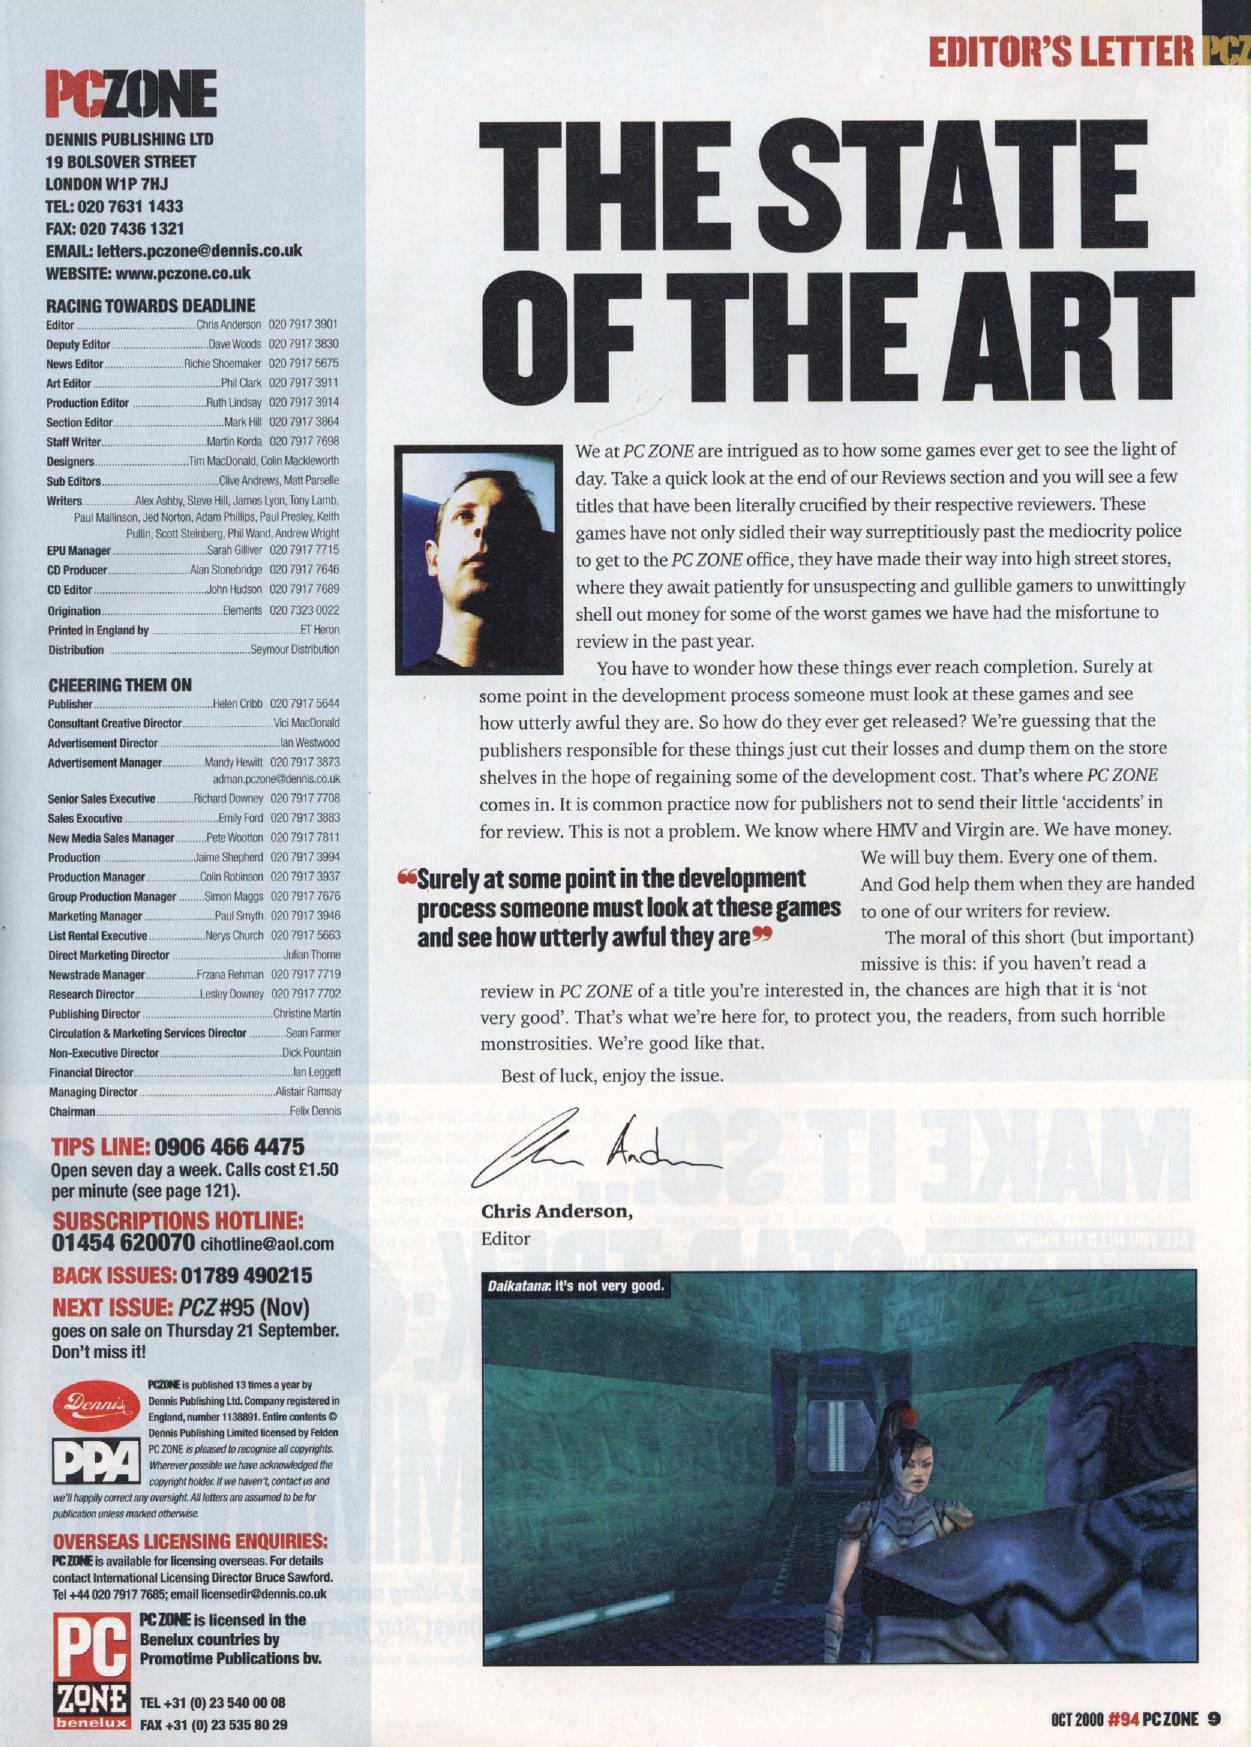 EDITOR'S LETTER PCZ
PCZONE
DENNIS PUBLISHING LTD
19 BOLSOVER STREET
LONDON W1P 7HJ
TEL: 020 7631 1433
FAX: 020 7436 1321
EMAIL: letters.pczone@dennis.co.uk
WEBSITE: www.pczone.co.uk
RACING TOWARDS DEADLINE
Editor ........ Chris Anderson 020 7917 3901
Deputy Editor ........ Dave Woods 020 7917 3830
News Editor ........ Richie Shoemaker 020 7917 5675
Art Editor ........ Phil Clark 020 7917 3911
Production Editor ........ Ruth Lindsay 020 7917 3914
Section Editor ........ Mark Hill 020 7917 3864
Staff Writer ........ Martin Korda 020 7917 7698
Designers ........ Tim MacDonald, Colin Mackleworth
Sub Editors ........ Clive Andrews, Matt Parselle
Writers ........ Alex Ashby, Steve Hill, James Lyon, Tony Lamb,
Paul Mallinson, Jed Norton, Adam Phillips, Paul Presley, Keith
Pullin, Scott Steinberg, Phil Wand, Andrew Wright
EPU Manager ........ Sarah Gilliver 020 7917 7715
CD Producer ........ Alan Stonebridge 020 7917 7646
CD Editor ........ John Hudson 020 7917 7689
Origination ........ Elements 020 7323 0022
Printed in England by ........ ET Heron
Distribution ........ Seymour Distribution
CHEERING THEM ON
Publisher ........ Helen Cribb 020 7917 5644
Consultant Creative Director ........ Vici MacDonald
Advertisement Director ........ Ian Westwood
Advertisement Manager ........ Mandy Hewitt 020 7917 3873
adman.pczone@dennis.co.uk
Senior Sales Executive ........ Richard Downey 020 7917 7708
Sales Executive ........ Emily Ford 020 7917 3883
New Media Sales Manager ........ Pete Wootton 020 7917 7811
Production ........ Jaime Shepherd 020 7917 3994
Production Manager ........ Colin Robinson 020 7917 3937
Group Production Manager ........ Simon Maggs 020 7917 7676
Marketing Manager ........ Paul Smyth 020 7917 3946
List Rental Executive ........ Nerys Church 020 7917 5663
Direct Marketing Director ........ Julian Thorne
Newstrade Manager ........ Frzana Rehman 020 7917 7719
Research Director ........ Lesley Downey 020 7917 7702
Publishing Director ........ Christine Martin
Circulation & Marketing Services Director ........ Sean Farmer
Non-Executive Director ........ Dick Pountain
Financial Director ........ Ian Leggett
Managing Director ........ Alistair Ramsay
Chairman ........ Felix Dennis
TIPS LINE: 0906 466 4475
Open seven day a week. Calls cost £1.50
per minute (see page 121).
SUBSCRIPTIONS HOTLINE:
01454 620070 cihotline@aol.com
BACK ISSUES: 01789 490215
NEXT ISSUE: PCZ #95 (Nov)
goes on sale on Thursday 21 September.
Don't miss it!
Dennis
PPA
PCZONE is published 13 times a year by
Dennis Publishing Ltd. Company registered in
England, number 1138891. Entire contents ©
Dennis Publishing Limited licensed by Felden
PC ZONE is pleased to recognise all copyrights.
Wherever possible we have acknowledged the
copyright holder. If we haven't, contact us and
we'll happily correct any oversight. All letters are assumed to be for
publication unless marked otherwise.
OVERSEAS LICENSING ENQUIRIES:
PC ZONE is available for licensing overseas. For details
contact International Licensing Director Bruce Sawford.
Tel +44 020 7917 7685; email licensedir@dennis.co.uk
PC
ZONE
benelux
PC ZONE is licensed in the
Benelux countries by
Promotime Publications bv.
TEL +31 (0) 23 540 00 08
FAX +31 (0) 23 535 80 29
THE STATE
OF THE ART
We at PC ZONE are intrigued as to how some games ever get to see the light of
day. Take a quick look at the end of our Reviews section and you will see a few
titles that have been literally crucified by their respective reviewers. These
games have not only sidled their way surreptitiously past the mediocrity police
to get to the PC ZONE office, they have made their way into high street stores,
where they await patiently for unsuspecting and gullible gamers to unwittingly
shell out money for some of the worst games we have had the misfortune to
review in the past year.
You have to wonder how these things ever reach completion. Surely at
some point in the development process someone must look at these games and see
how utterly awful they are. So how do they ever get released? We're guessing that the
publishers responsible for these things just cut their losses and dump them on the store
shelves in the hope of regaining some of the development cost. That's where PC ZONE
comes in. It is common practice now for publishers not to send their little 'accidents' in
for review. This is not a problem. We know where HMV and Virgin are. We have money.
We will buy them. Every one of them.
And God help them when they are handed
to one of our writers for review.
The moral of this short (but important)
missive is this: if you haven't read a
review in PC ZONE of a title you're interested in, the chances are high that it is 'not
very good'. That's what we're here for, to protect you, the readers, from such horrible
monstrosities. We're good like that.
Best of luck, enjoy the issue.
“Surely at some point in the development
process someone must look at these games
and see how utterly awful they are”
Chris Anderson,
Editor
Daikatana: it's not very good.
OCT 2000 #94 PC ZONE 9